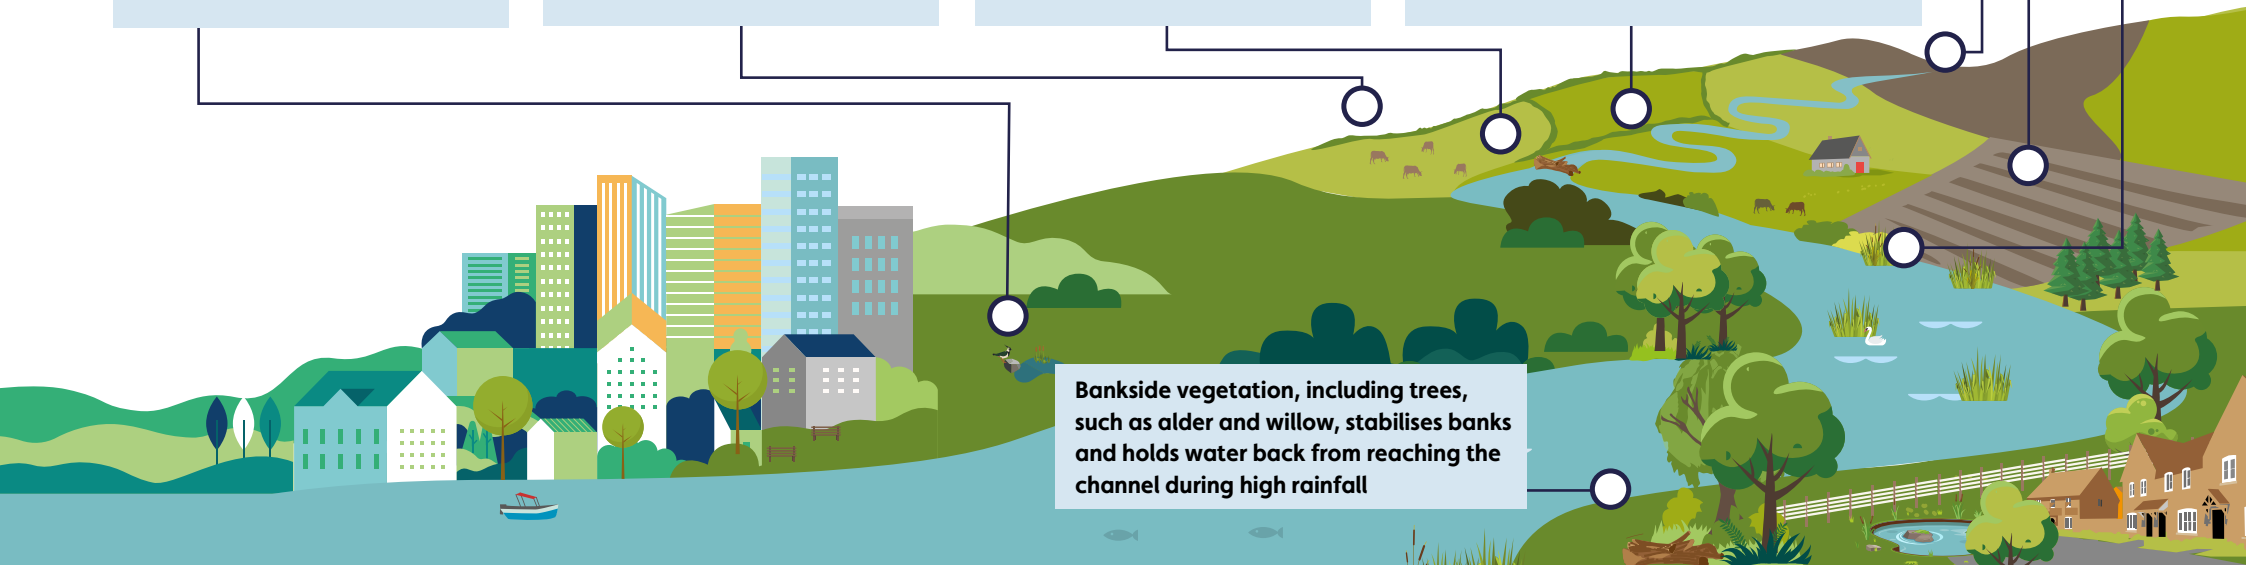 Bankside vegetation, including trees,
such as alder and willow, stabilises banks
and holds water back from reaching the
channel during high rainfall